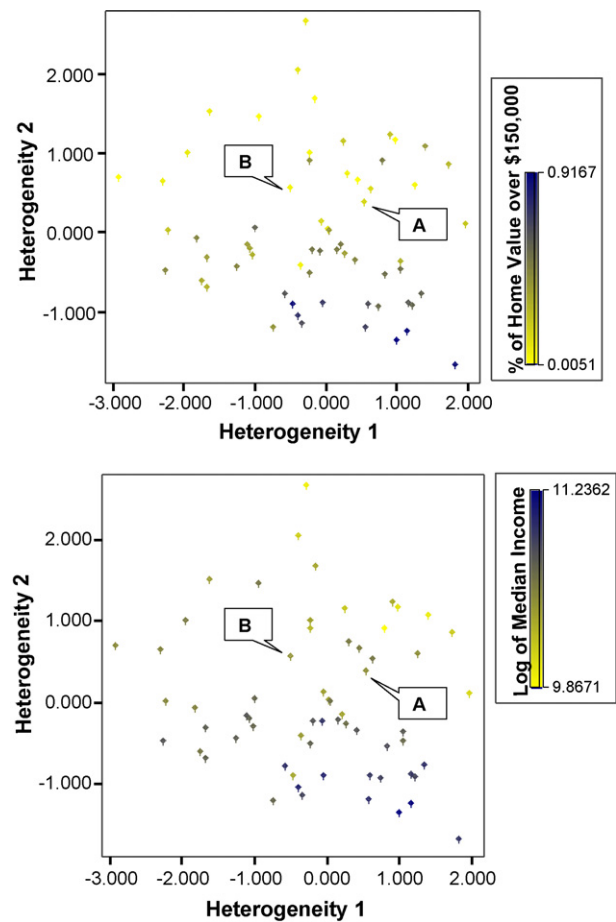 2.000
1.000
0.000
-1.000
Heterogeneity 2
B
A
-3.000 -2.000 -1.000 0.000 1.000 2.000
Heterogeneity 1
% of Home Value over $150,000
0.9167
0.0051
2.000
1.000
0.000
-1.000
Heterogeneity 2
B
A
-3.000 -2.000 -1.000 0.000 1.000 2.000
Heterogeneity 1
Log of Median Income
11.2362
9.8671